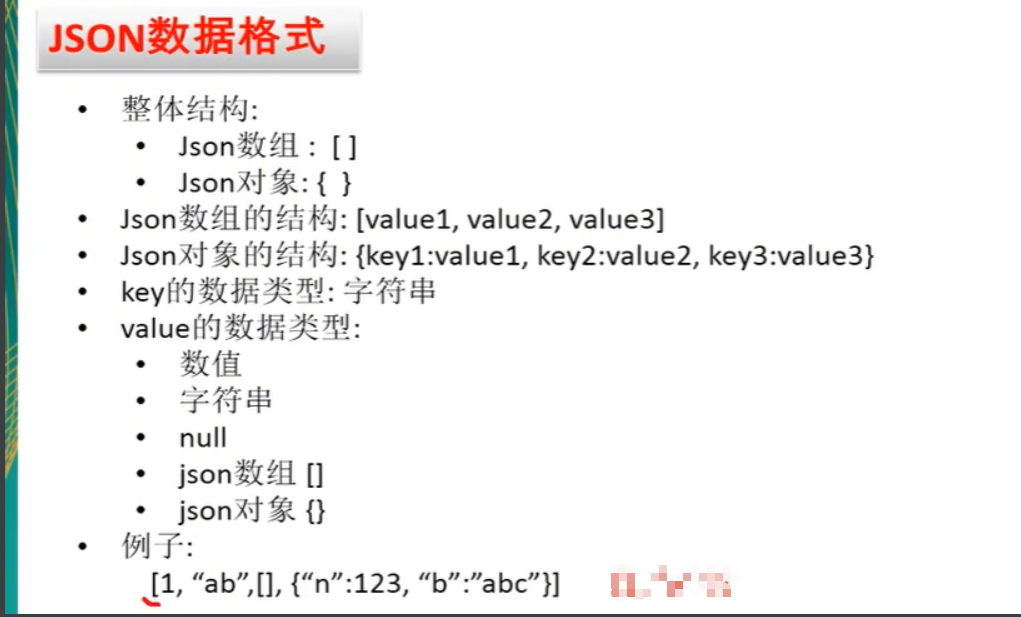 JSON数据格式
• 整体结构:
• Json数组 : [ ]
• Json对象: { }
• Json数组的结构: [value1, value2, value3]
• Json对象的结构: {key1:value1, key2:value2, key3:value3}
• key的数据类型: 字符串
• value的数据类型:
• 数值
• 字符串
• null
• json数组 []
• json对象 {}
• 例子:
[1, “ab”,[], {“n”:123, “b”:”abc”}]